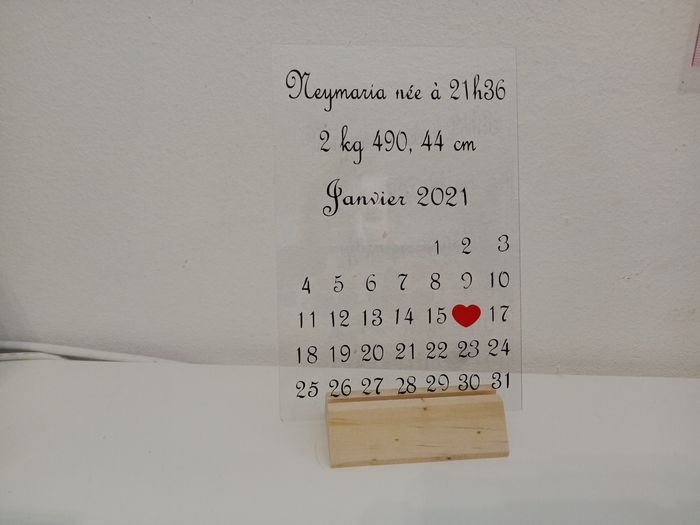 Neymaria née à 21h36
2 kg 490, 44 cm
Janvier 2021
1 2 3
4 5 6 7 8 9 10
11 12 13 14 15 17
18 19 20 21 22 23 24
25 26 27 28 29 30 31